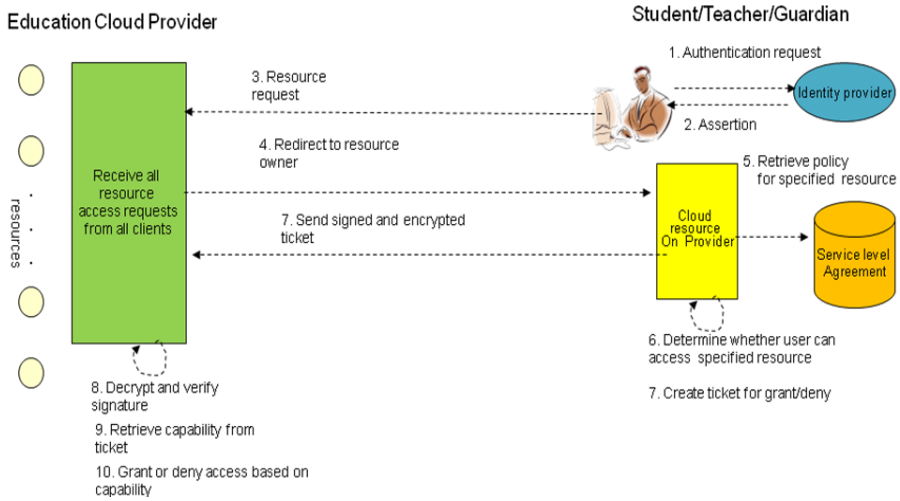 Education Cloud Provider
Student/Teacher/Guardian
1. Authentication request
Identity provider
2. Assertion
3. Resource
request
4. Redirect to resource
owner
Receive all
resource
access requests
from all clients
resources
5. Retrieve policy
for specified resource
Cloud
resource
On Provider
Service level
Agreement
7. Send signed and encrypted
ticket
6. Determine whether user can
access specified resource
7. Create ticket for grant/deny
8. Decrypt and verify
signature
9. Retrieve capability from
ticket
10. Grant or deny access based on
capability